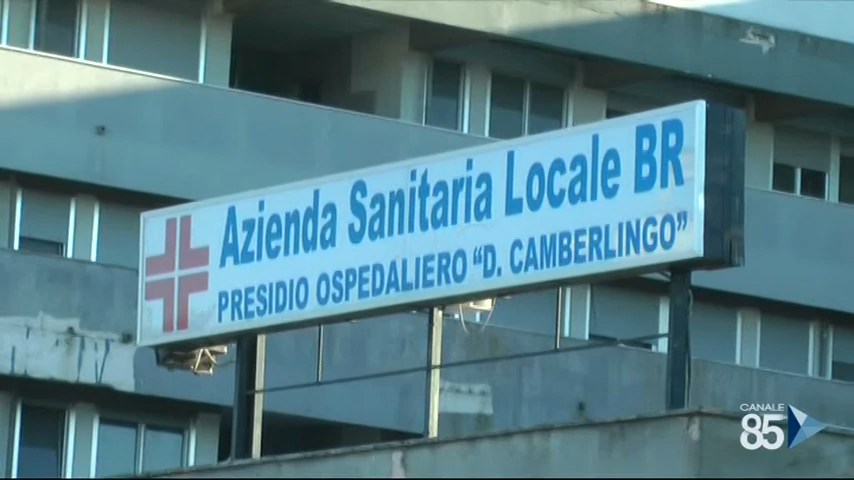 Azienda Sanitaria Locale BR
PRESIDIO OSPEDALIERO “D. CAMBERLINGO”
CANALE
85